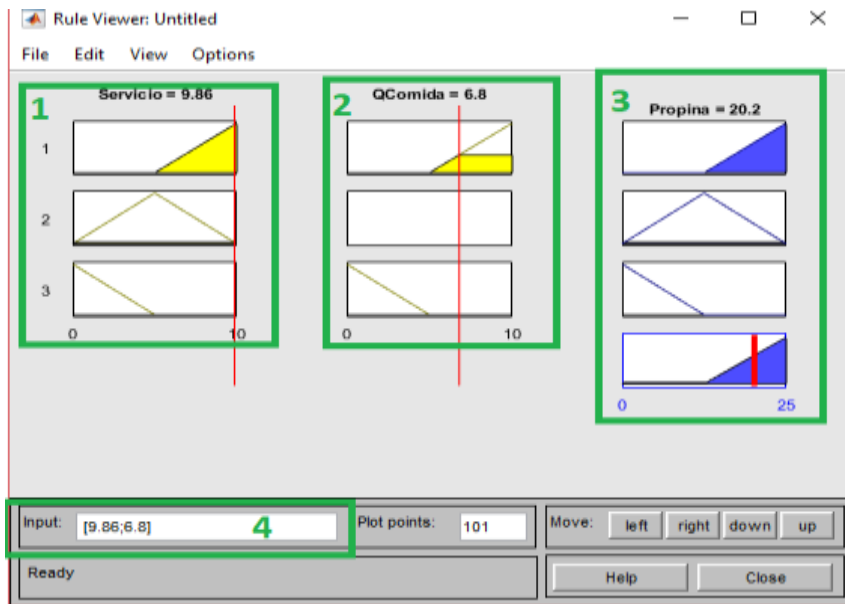 Rule Viewer: Untitled
File Edit View Options
1 Servicio = 9.86
2 QComida = 6.8
3 Propina = 20.2
1
2
3
0 10
0 10
0 25
Input: [9.86;6.8] 4
Plot points: 101
Move: left right down up
Ready
Help Close